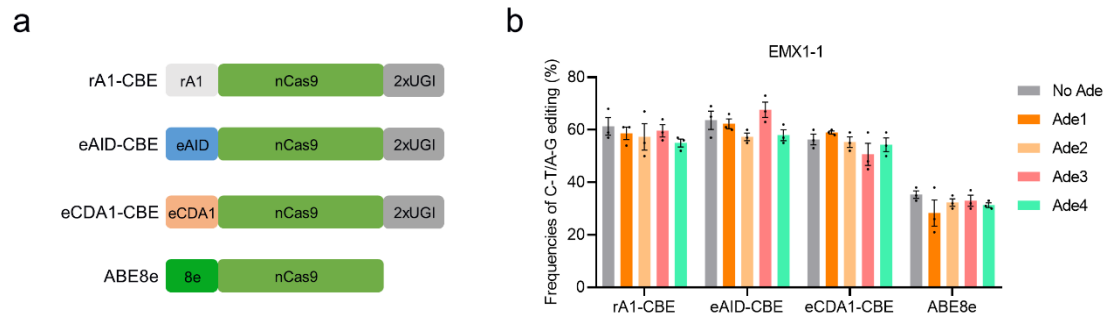 a
rA1-CBE rA1 nCas9 2xUGI
eAID-CBE eAID nCas9 2xUGI
eCDA1-CBE eCDA1 nCas9 2xUGI
ABE8e 8e nCas9
b
EMX1-1
Frequencies of C-T/A-G editing (%)
80
60
40
20
0
rA1-CBE eAID-CBE eCDA1-CBE ABE8e
No Ade
Ade1
Ade2
Ade3
Ade4